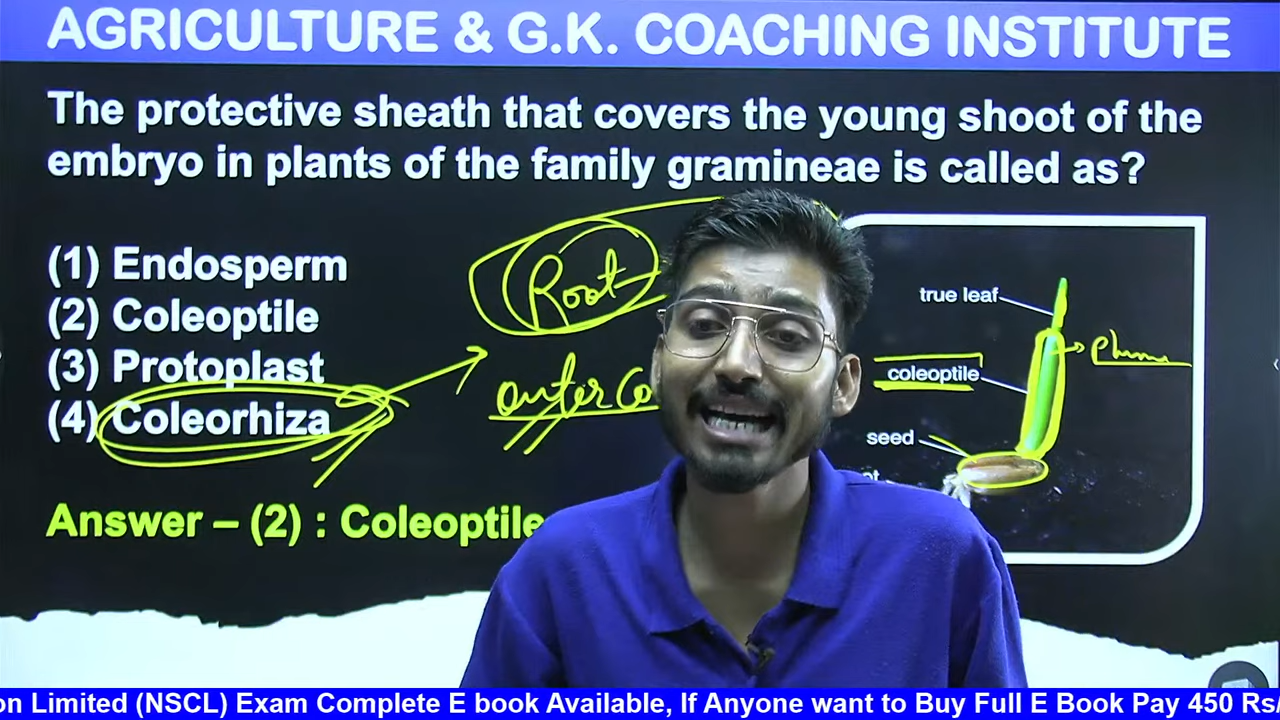 AGRICULTURE & G.K. COACHING INSTITUTE
The protective sheath that covers the young shoot of the
embryo in plants of the family gramineae is called as?
(1) Endosperm
(2) Coleoptile
(3) Protoplast
(4) Coleorhiza
Root
outer Co
true leaf
coleoptile
seed
Answer – (2) : Coleoptile
on Limited (NSCL) Exam Complete E book Available, If Anyone want to Buy Full E Book Pay 450 Rs